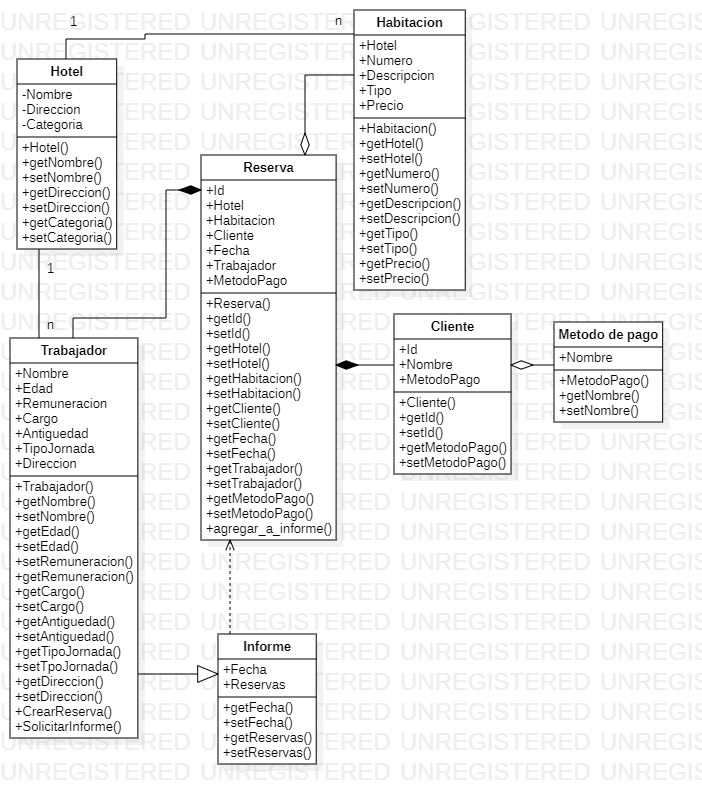 1
n
Habitacion
+Hotel
+Numero
+Descripcion
+Tipo
+Precio
+Habitacion()
+getHotel()
+setHotel()
+getNumero()
+setNumero()
+getDescripcion()
+setDescripcion()
+getTipo()
+setTipo()
+getPrecio()
+setPrecio()
Hotel
-Nombre
-Direccion
-Categoria
+Hotel()
+getNombre()
+setNombre()
+getDireccion()
+setDireccion()
+getCategoria()
+setCategoria()
1
n
Reserva
+Id
+Hotel
+Habitacion
+Cliente
+Fecha
+Trabajador
+MetodoPago
+Reserva()
+getId()
+setId()
+getHotel()
+setHotel()
+getHabitacion()
+setHabitacion()
+getCliente()
+setCliente()
+getFecha()
+setFecha()
+getTrabajador()
+setTrabajador()
+getMetodoPago()
+setMetodoPago()
+agregar_a_informe()
Cliente
+Id
+Nombre
+MetodoPago
+Cliente()
+getId()
+setId()
+getMetodoPago()
+setMetodoPago()
Metodo de pago
+Nombre
+MetodoPago()
+getNombre()
+setNombre()
Trabajador
+Nombre
+Edad
+Remuneracion
+Cargo
+Antiguedad
+TipoJornada
+Direccion
+Trabajador()
+getNombre()
+setNombre()
+getEdad()
+setEdad()
+setRemuneracion()
+getRemuneracion()
+getCargo()
+setCargo()
+getAntiguedad()
+setAntiguedad()
+getTipoJornada()
+setTpoJornada()
+getDireccion()
+setDireccion()
+CrearReserva()
+SolicitarInforme()
Informe
+Fecha
+Reservas
+getFecha()
+setFecha()
+getReservas()
+setReservas()
UNREGISTERED